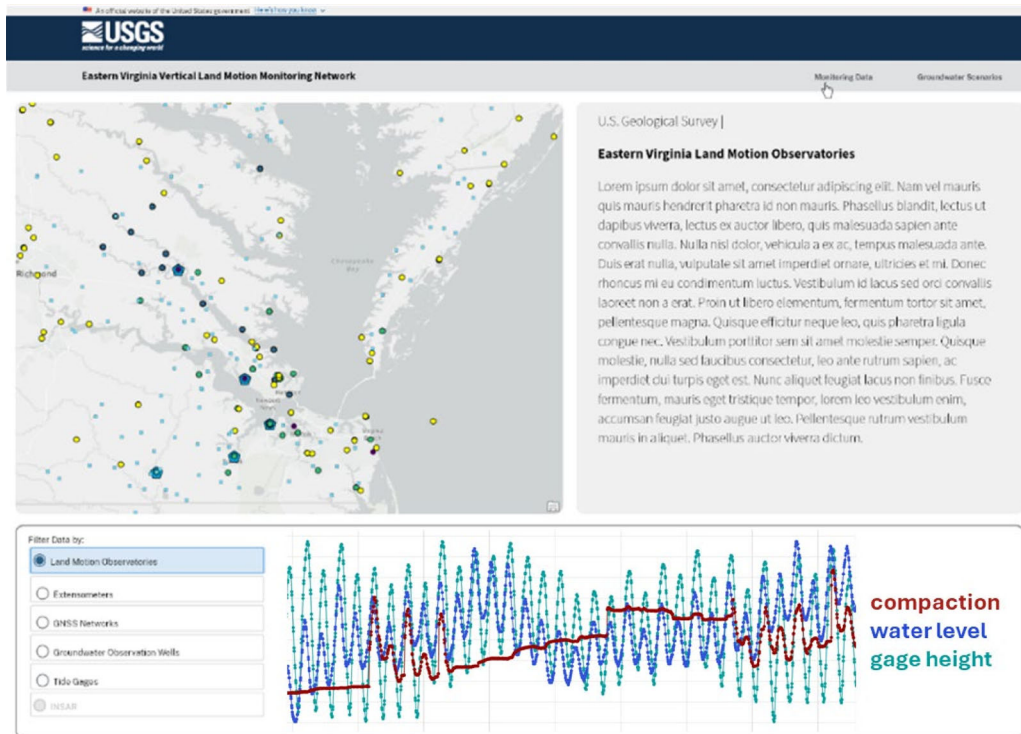 An official website of the United States government Here's how you know
USGS
science for a changing world
Eastern Virginia Vertical Land Motion Monitoring Network
Monitoring Data
Groundwater Scenarios
Richmond
Chesapeake
Bay
U.S. Geological Survey |
Eastern Virginia Land Motion Observatories
Lorem ipsum dolor sit amet, consectetur adipiscing elit. Nam vel mauris
quis mauris hendrerit pharetra id non mauris. Phasellus blandit, lectus ut
dapibus viverra, lectus ex auctor libero, quis malesuada sapien ante
convallis nulla. Nulla nisl dolor, vehicula a ex ac, tempus malesuada ante.
Duis erat nulla, vulputate sit amet imperdiet ornare, ultricies et mi. Donec
rhoncus mi eu condimentum luctus. Vestibulum id lacus sed orci convallis
laoreet non a erat. Proin ut libero elementum, fermentum tortor sit amet,
pellentesque magna. Quisque efficitur neque leo, quis pharetra ligula
congue nec. Vestibulum porttitor sem sit amet molestie semper. Quisque
molestie, nulla sed faucibus consectetur, leo ante rutrum sapien, ac
imperdiet dui turpis eget est. Nunc aliquet feugiat lacus non finibus. Fusce
fermentum, mauris eget tristique tempor, lorem leo vestibulum enim,
accumsan feugiat justo augue ut leo. Pellentesque rutrum vestibulum
mauris in aliquet. Phasellus auctor viverra dictum.
Filter Data by:
Land Motion Observatories
Extensometers
GNSS Networks
Groundwater Observation Wells
Tide Gages
INSAR
compaction
water level
gage height